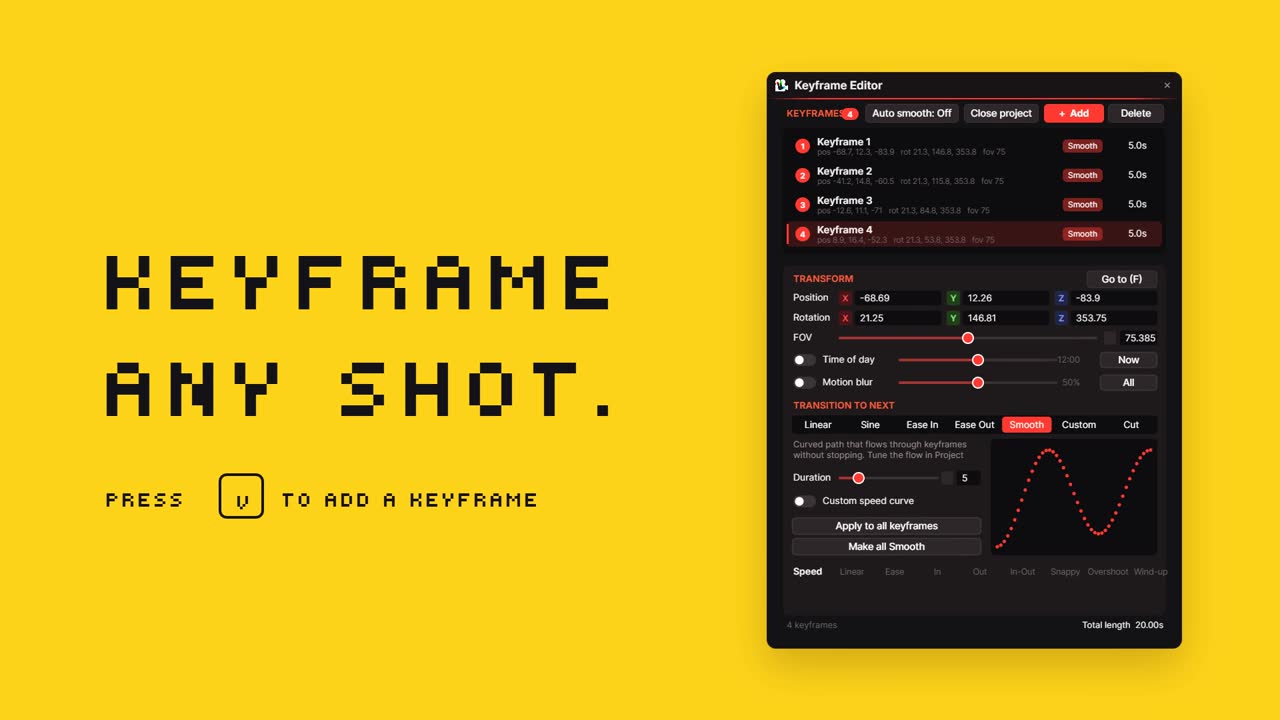 KEYFRAME
ANY SHOT.
PRESS V TO ADD A KEYFRAME
Keyframe Editor ×
KEYFRAMES 4 Auto smooth: Off Close project + Add Delete
1 Keyframe 1 Smooth 5.0s
pos -68.7, 12.3, -83.9 rot 21.3, 146.8, 353.8 fov 75
2 Keyframe 2 Smooth 5.0s
pos -41.2, 14.8, -60.5 rot 21.3, 115.8, 353.8 fov 75
3 Keyframe 3 Smooth 5.0s
pos -12.6, 11.1, -71 rot 21.3, 84.8, 353.8 fov 75
4 Keyframe 4 Smooth 5.0s
pos 8.9, 16.4, -52.3 rot 21.3, 53.8, 353.8 fov 75
TRANSFORM Go to (F)
Position X -68.69 Y 12.26 Z -83.9
Rotation X 21.25 Y 146.81 Z 353.75
FOV 75.385
Time of day 12:00 Now
Motion blur 50% All
TRANSITION TO NEXT
Linear Sine Ease In Ease Out Smooth Custom Cut
Curved path that flows through keyframes
without stopping. Tune the flow in Project
Duration 5
Custom speed curve
Apply to all keyframes
Make all Smooth
Speed Linear Ease In Out In-Out Snappy Overshoot Wind-up
4 keyframes Total length 20.00s